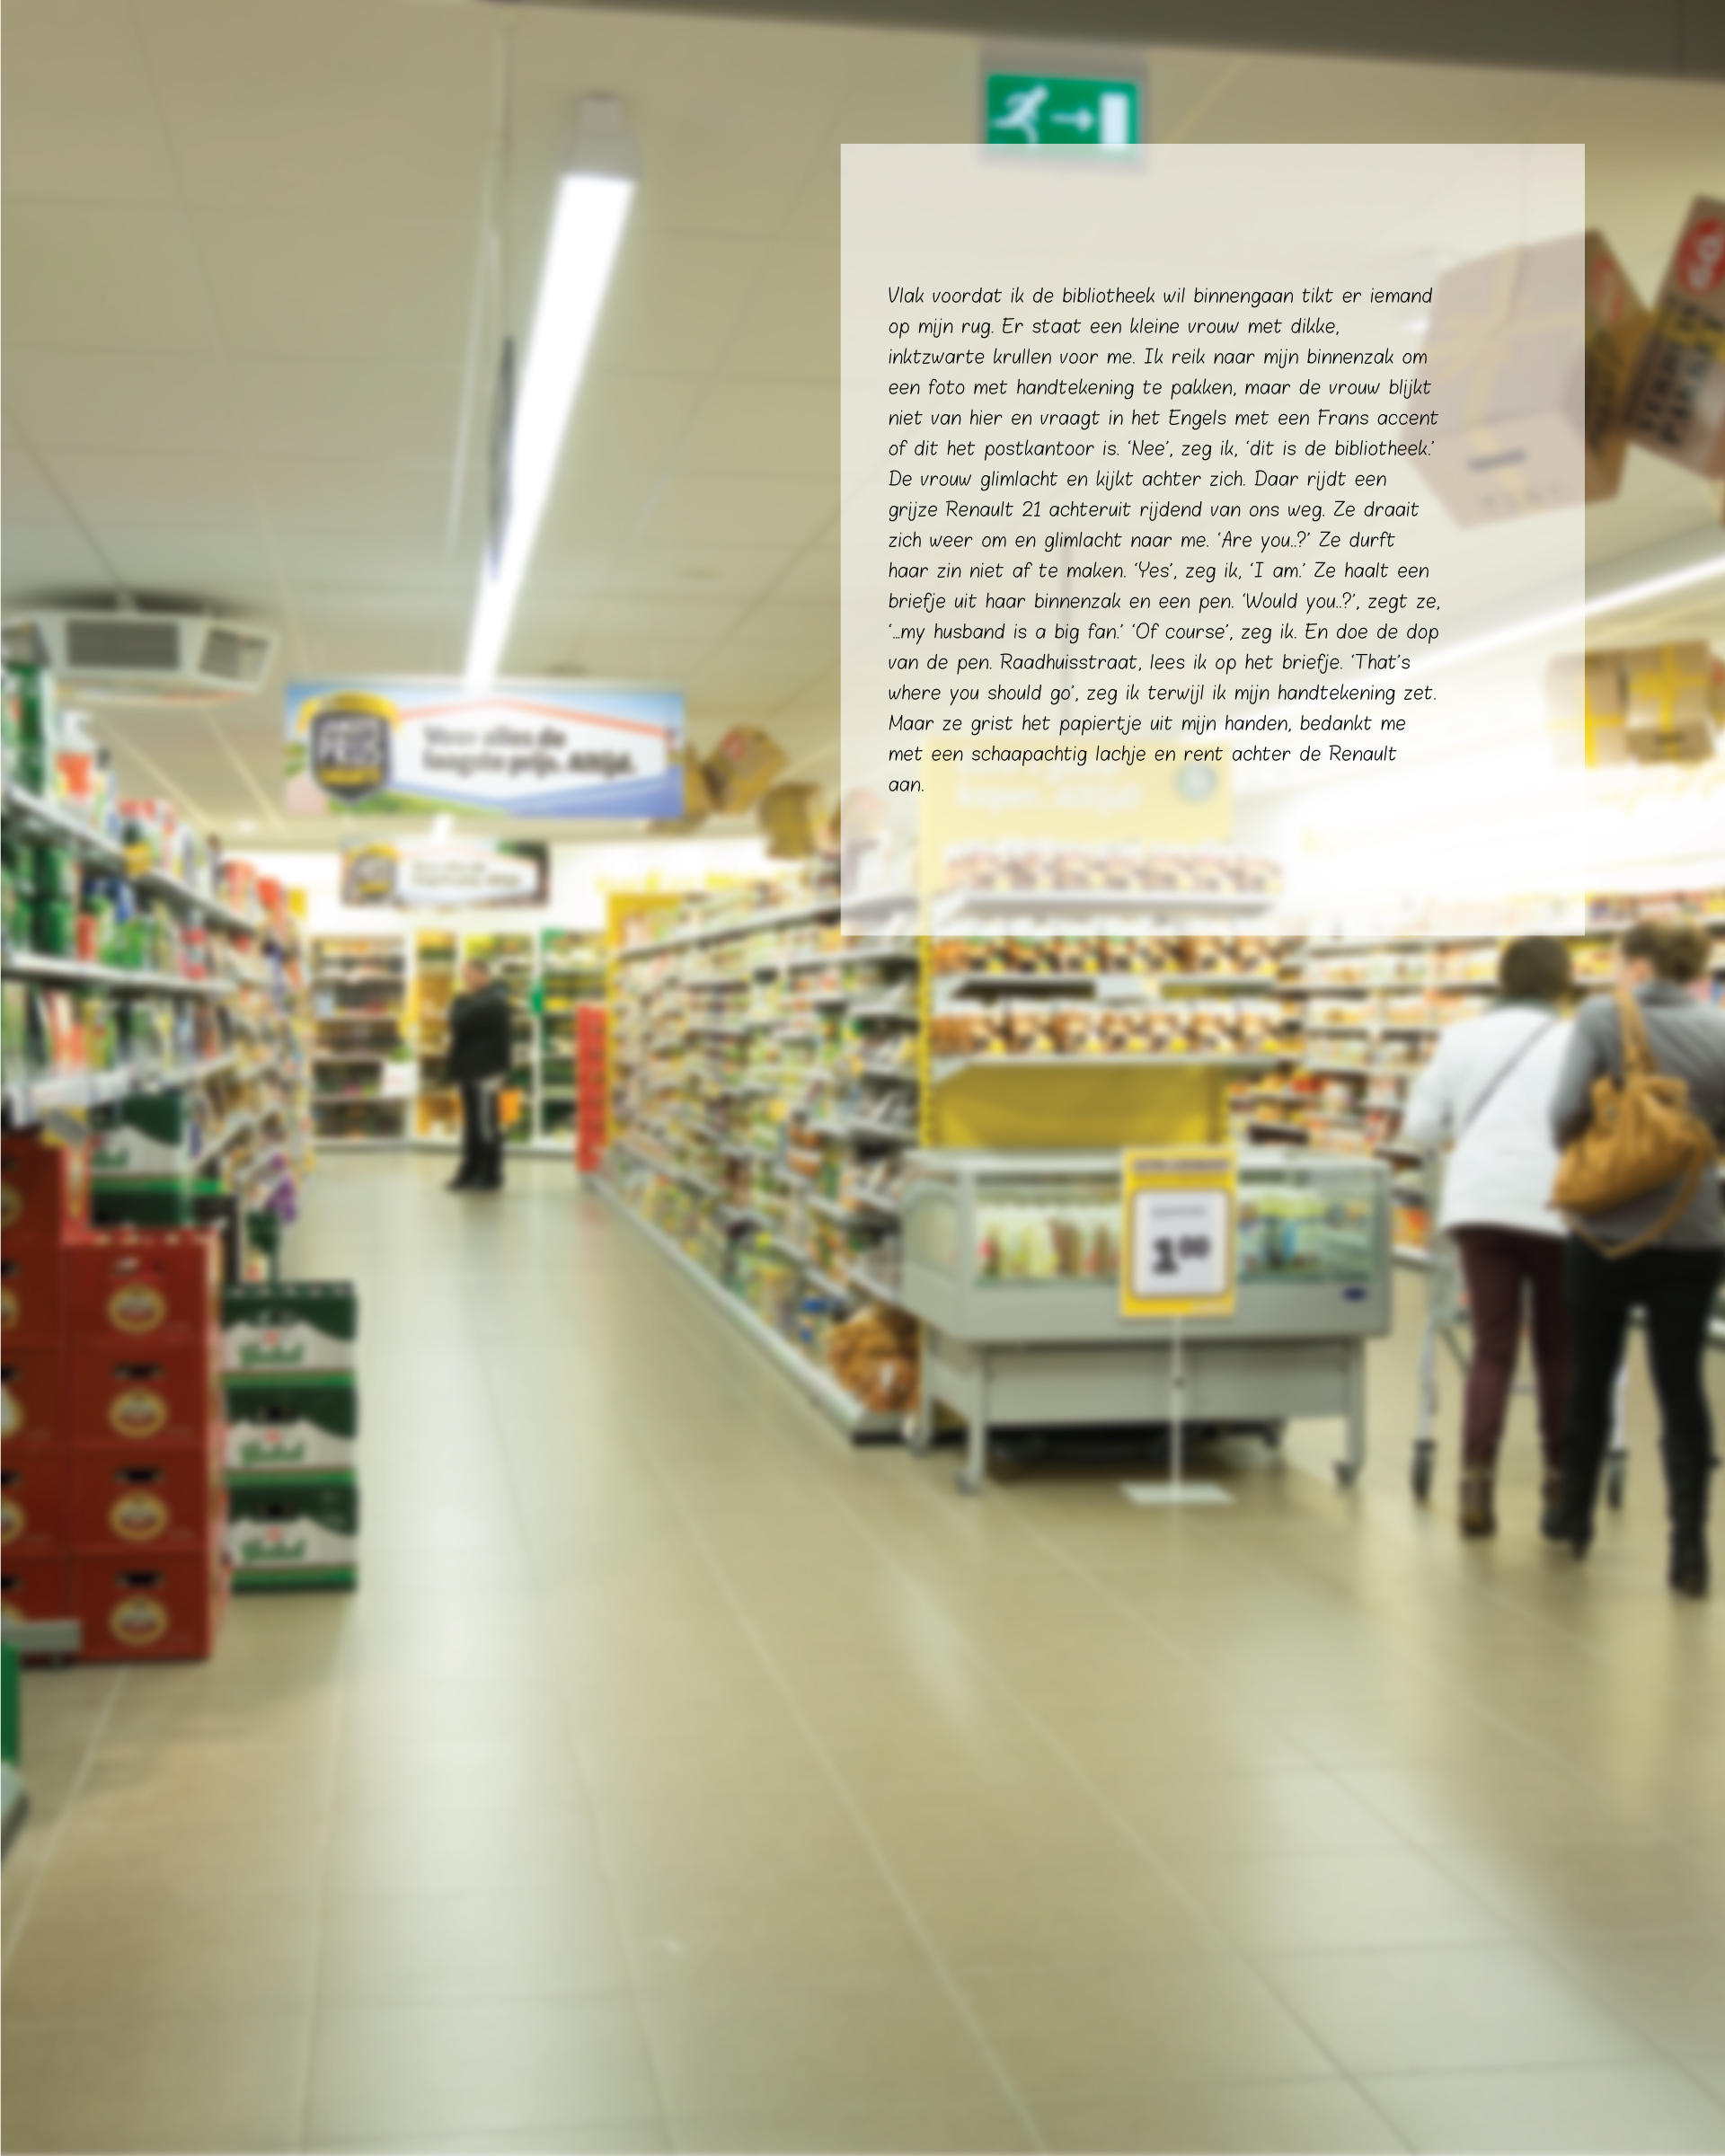 Vlak voordat ik de bibliotheek wil binnengaan tikt er iemand
op mijn rug. Er staat een kleine vrouw met dikke,
inktzwarte krullen voor me. Ik reik naar mijn binnenzak om
een foto met handtekening te pakken, maar de vrouw blijkt
niet van hier en vraagt in het Engels met een Frans accent
of dit het postkantoor is. ‘Nee’, zeg ik, ‘dit is de bibliotheek.’
De vrouw glimlacht en kijkt achter zich. Daar rijdt een
grijze Renault 21 achteruit rijdend van ons weg. Ze draait
zich weer om en glimlacht naar me. ‘Are you..?’ Ze durft
haar zin niet af te maken. ‘Yes’, zeg ik, ‘I am.’ Ze haalt een
briefje uit haar binnenzak en een pen. ‘Would you..?’, zegt ze,
‘...my husband is a big fan.’ ‘Of course’, zeg ik. En doe de dop
van de pen. Raadhuisstraat, lees ik op het briefje. ‘That’s
where you should go’, zeg ik terwijl ik mijn handtekening zet.
Maar ze grist het papiertje uit mijn handen, bedankt me
met een schaapachtig lachje en rent achter de Renault
aan.
Voor alles de
laagste prijs. Altijd.
PRIJS
1.00